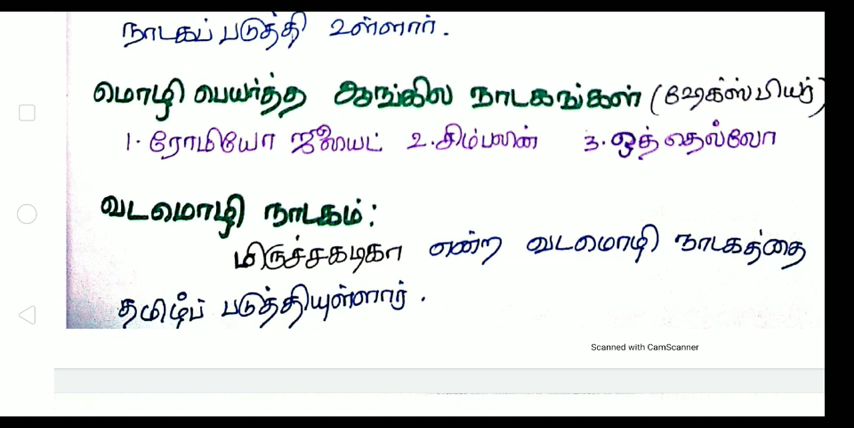 நாடகப் படுத்தி உள்ளார்.
மொழி பெயர்த்த ஆங்கில நாடகங்கள் (ஷேக்ஸ்பியர்)
1. ரோமியோ ஜூலியட் 2. சிம்பலின் 3. ஒத்தெல்லோ
வடமொழி நாடகம்:
மிருச்சகடிகா என்ற வடமொழி நாடகத்தை
தமிழ்ப் படுத்தியுள்ளார்.
Scanned with CamScanner